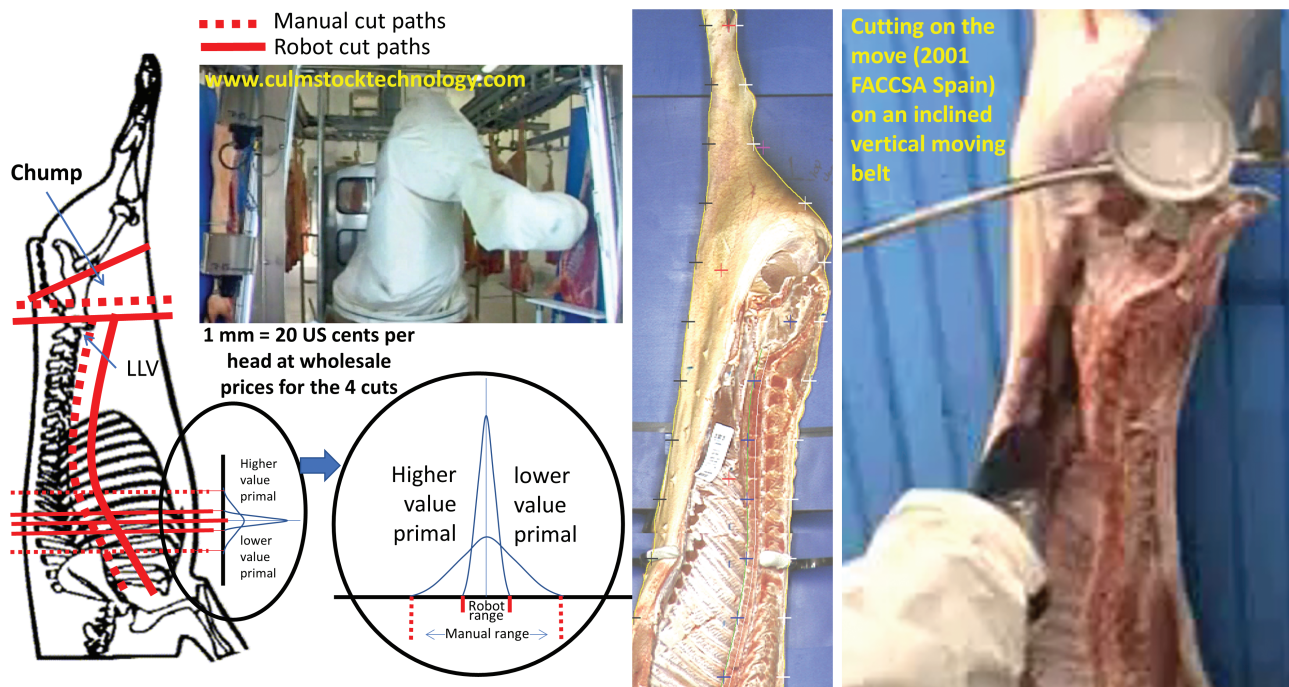 Manual cut paths
Robot cut paths
www.culmstocktechnology.com
Chump
LLV
1 mm = 20 US cents per
head at wholesale
prices for the 4 cuts
Higher
value
primal
lower
value
primal
Higher
value
primal
lower
value
primal
Robot
range
Manual range
Cutting on the
move (2001
FACCSA Spain)
on an inclined
vertical moving
belt